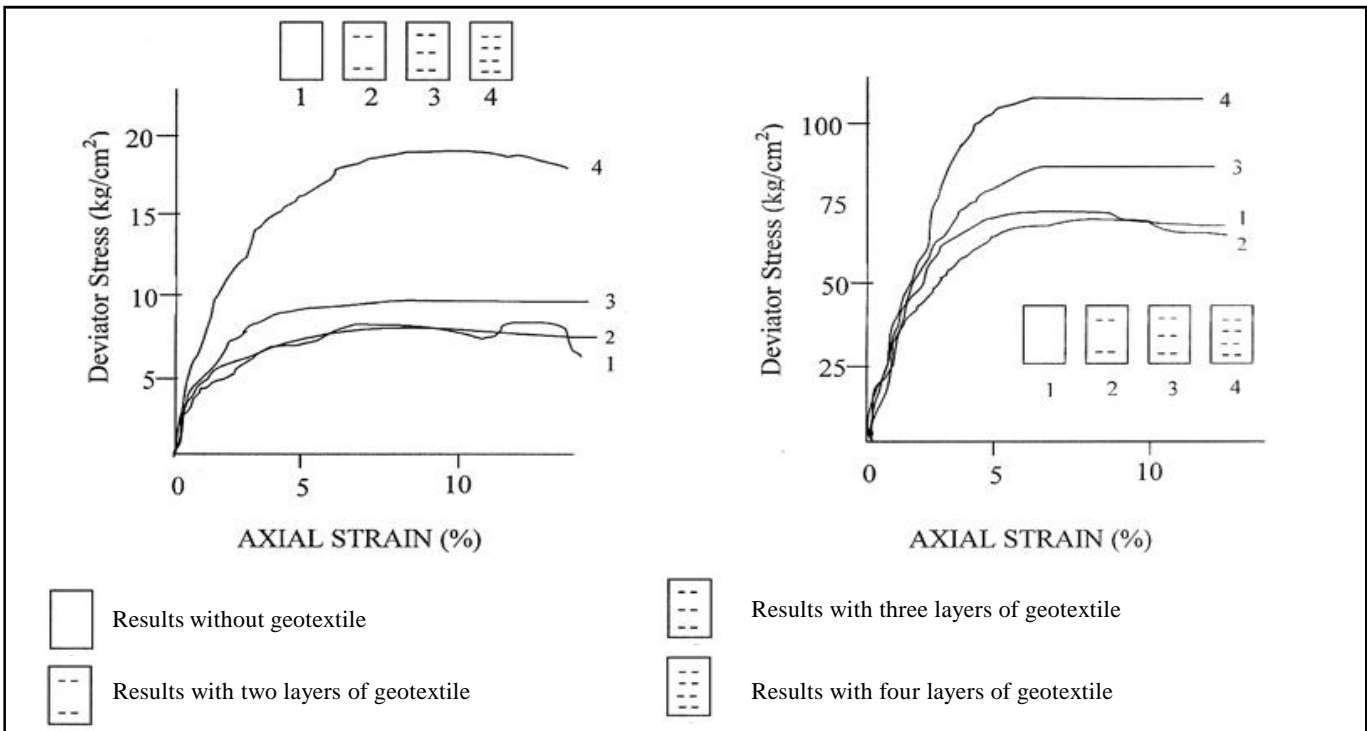 1 2 3 4
Deviator Stress (kg/cm²)
20
15
10
5
0 5 10
4
3
2
1
AXIAL STRAIN (%)
Deviator Stress (kg/cm²)
100
75
50
25
0 5 10
4
3
1
2
1 2 3 4
AXIAL STRAIN (%)
Results without geotextile
Results with three layers of geotextile
Results with two layers of geotextile
Results with four layers of geotextile